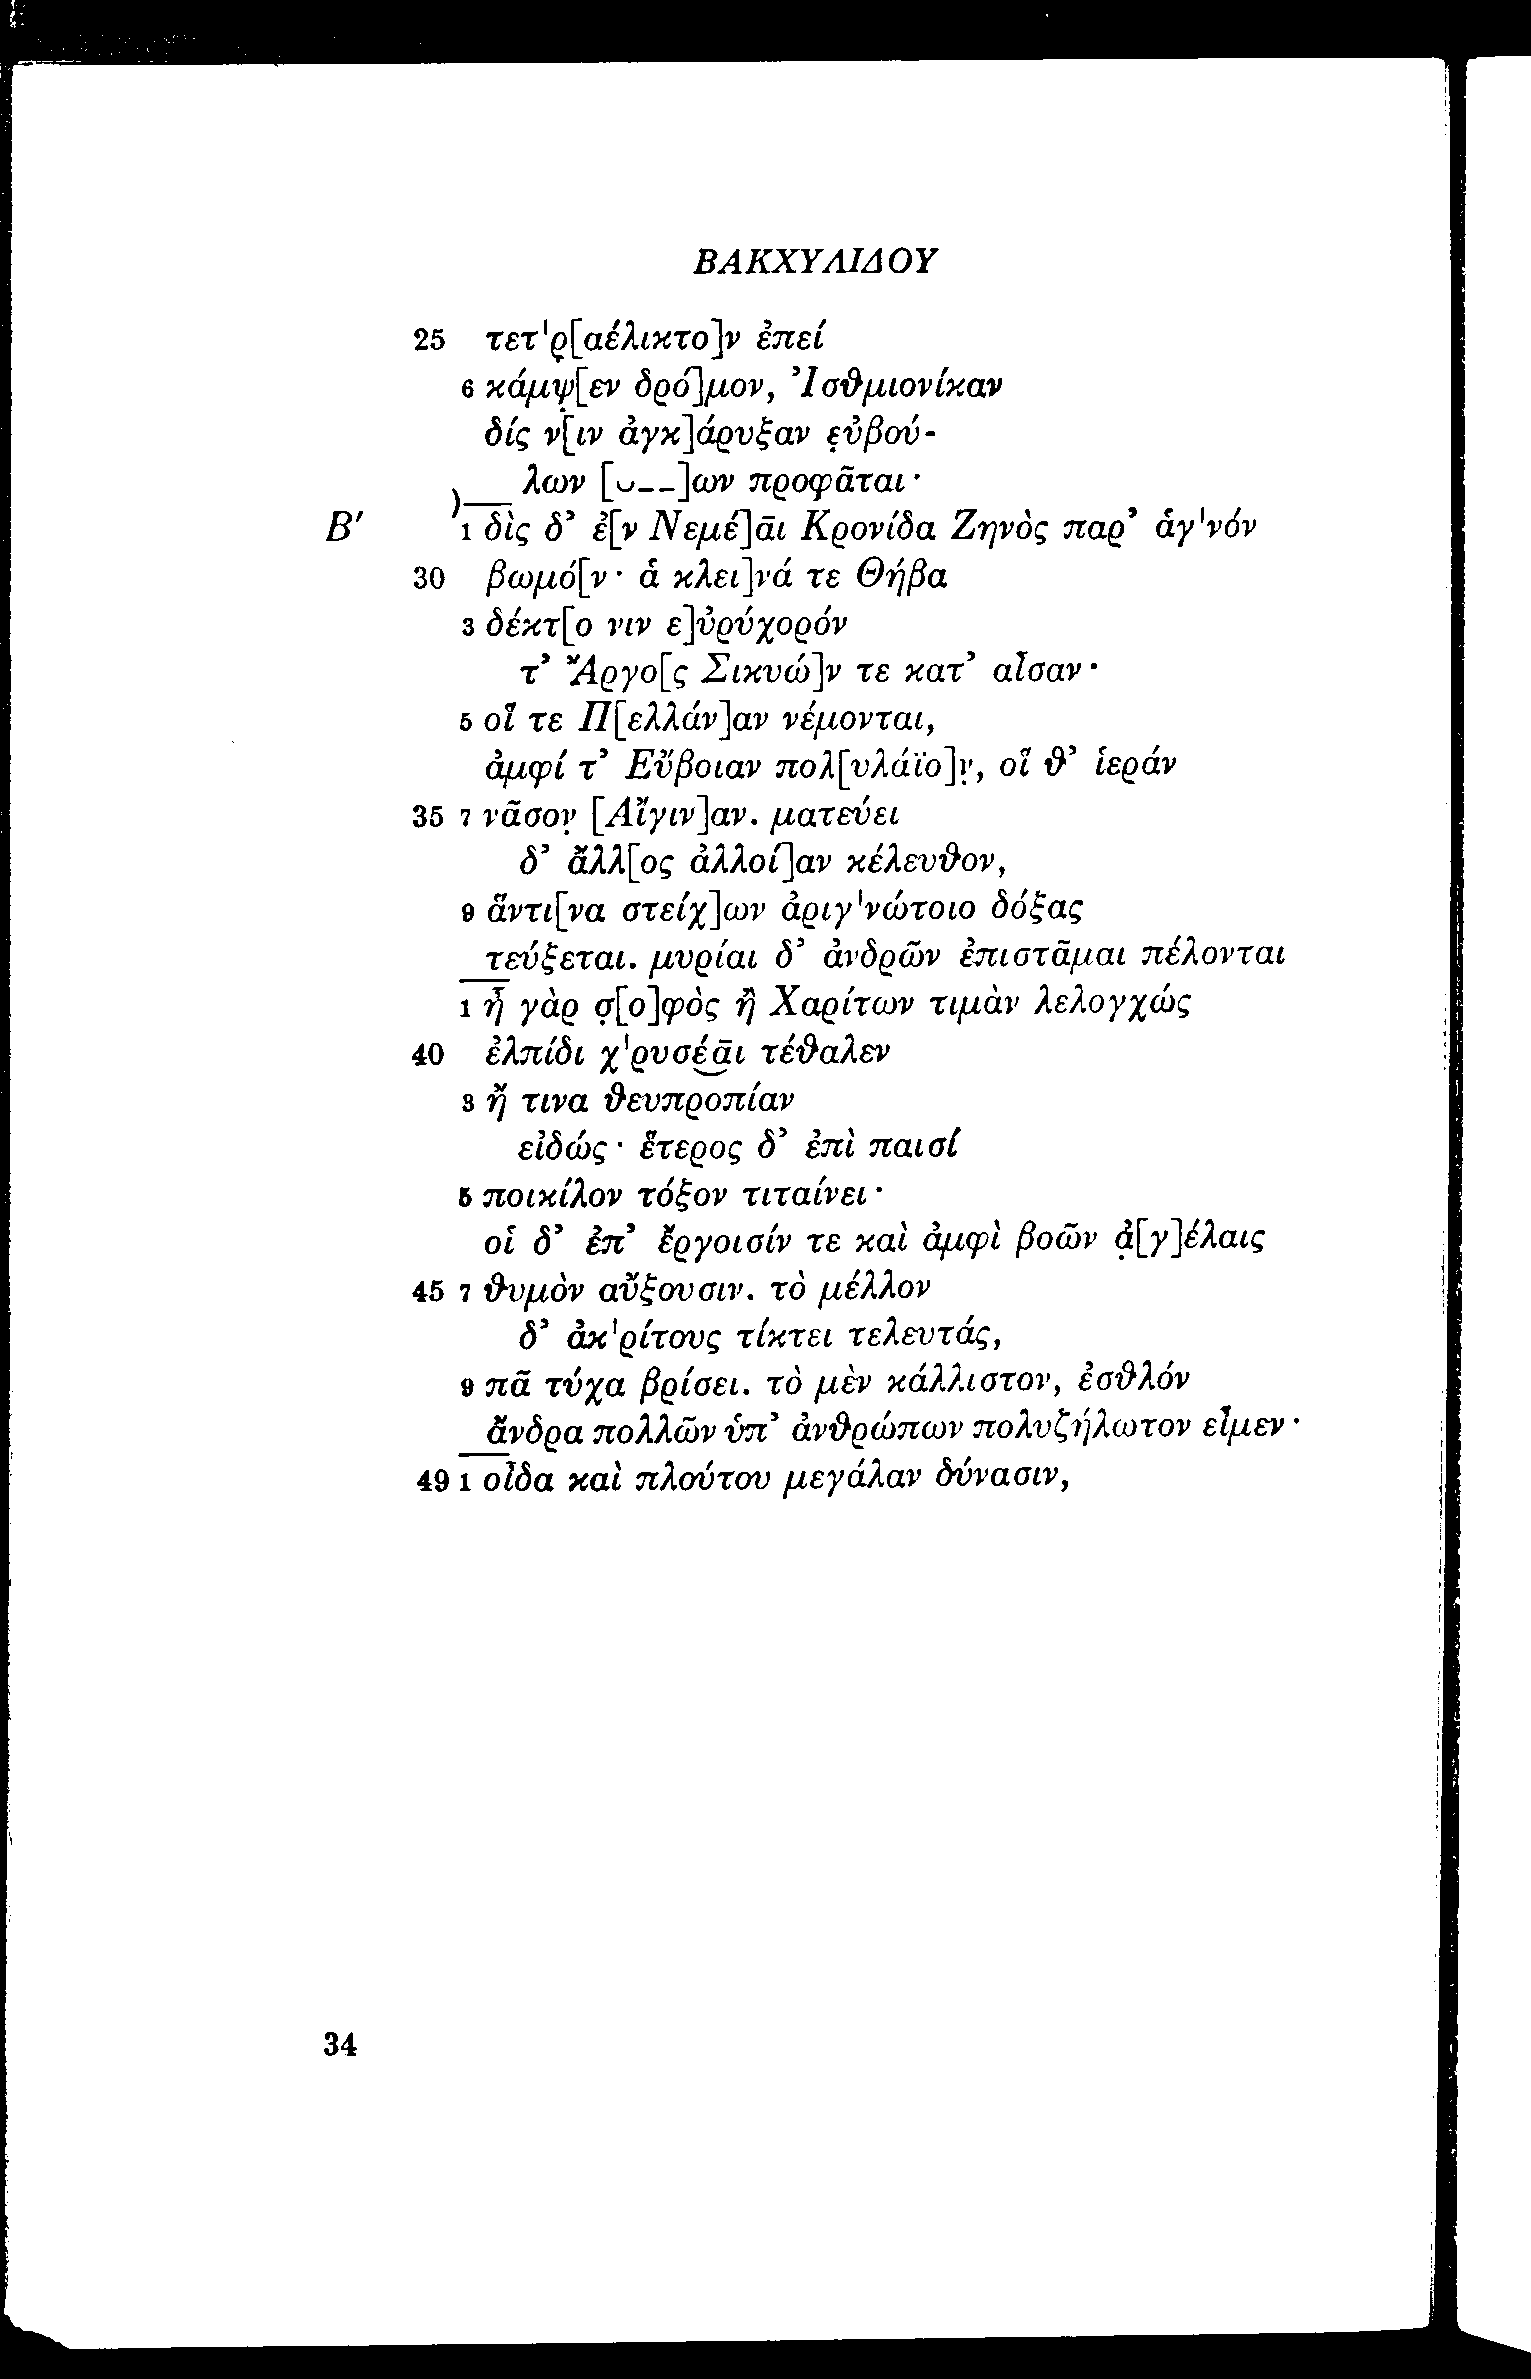 ΒΑΚΧΥΛΙΔΟΥ
25 τετ'ρ̣[αέλικτο]ν ἐπεί
6 κάμψ̣[εν δρό]μον, Ἰσθμιονίκαν
δίς ν[ιν ἀγκ]άρυξαν ε̣ὐβού-
λων [⏑––]ων προφᾶται·
Β′ 1 δὶς δ’ ἐ[ν Νεμέ]ᾱι Κρονίδα Ζηνὸς παρ’ ἁγ'νόν
30 βωμό[ν· ἁ κλει]νά τε Θήβα
3 δέκτ[ο νιν ε]ὐρύχορόν
τ’ Ἄργο[ς Σικυώ]ν τε κατ’ αἶσαν·
5 οἵ τε Π[ελλάν]αν νέμονται,
ἀμφί τ’ Εὔβοιαν πολ[υλάϊο]ν̣, οἵ θ’ ἱεράν
35 7 νᾶσον̣ [Αἴγιν]αν. ματεύει
δ’ ἄλλ[ος ἀλλοί]αν κέλευθον,
9 ἅντι[να στείχ]ων ἀριγ'νώτοιο δόξας
τεύξεται. μυρίαι δ’ ἀνδρῶν ἐπιστᾶμαι πέλονται
1 ἦ̣ γὰρ σ̣[ο]φὸς ἢ Χαρίτων τιμὰν λελογχώς
40 ἐλπίδι χ'ρυσέ͜ᾱι τέθαλεν
3 ἤ τινα θευπροπίαν
εἰδώς· ἕτερος δ’ ἐπὶ παισί
5 ποικίλον τόξον τιταίνει·
οἱ δ’ ἐπ’ ἔργοισίν τε καὶ ἀμφὶ βοῶν ἀ̣[γ]έλαις
45 7 θυμὸν αὔξουσιν. τὸ μέλλον
δ’ ἀκ'ρίτους τίκτει τελευτάς,
9 πᾶ τύχα βρίσει. τὸ μὲν κάλλιστον, ἐσθλόν
ἄνδρα πολλῶν ὑπ’ ἀνθρώπων πολυζήλωτον εἶμεν·
49 1 οἶδα καὶ πλούτου μεγάλαν δύνασιν,
34